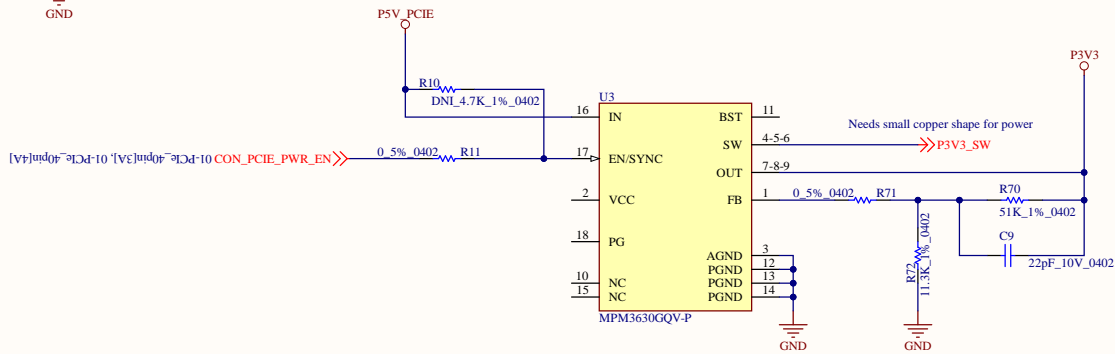 GND
P5V_PCIE
P3V3
R10
DNI_4.7K_1%_0402
U3
16
IN
BST
11
Needs small copper shape for power
01-PCIe_40pin[3A], 01-PCIe_40pin[4A]
CON_PCIE_PWR_EN
0_5%_0402
R11
17
EN/SYNC
SW
4-5-6
P3V3_SW
OUT
7-8-9
2
VCC
FB
1
0_5%_0402
R71
R70
51K_1%_0402
18
PG
R72
11.3K_1%_0402
C9
22pF_10V_0402
AGND
3
PGND
12
10
NC
PGND
13
15
NC
PGND
14
MPM3630GQV-P
GND
GND